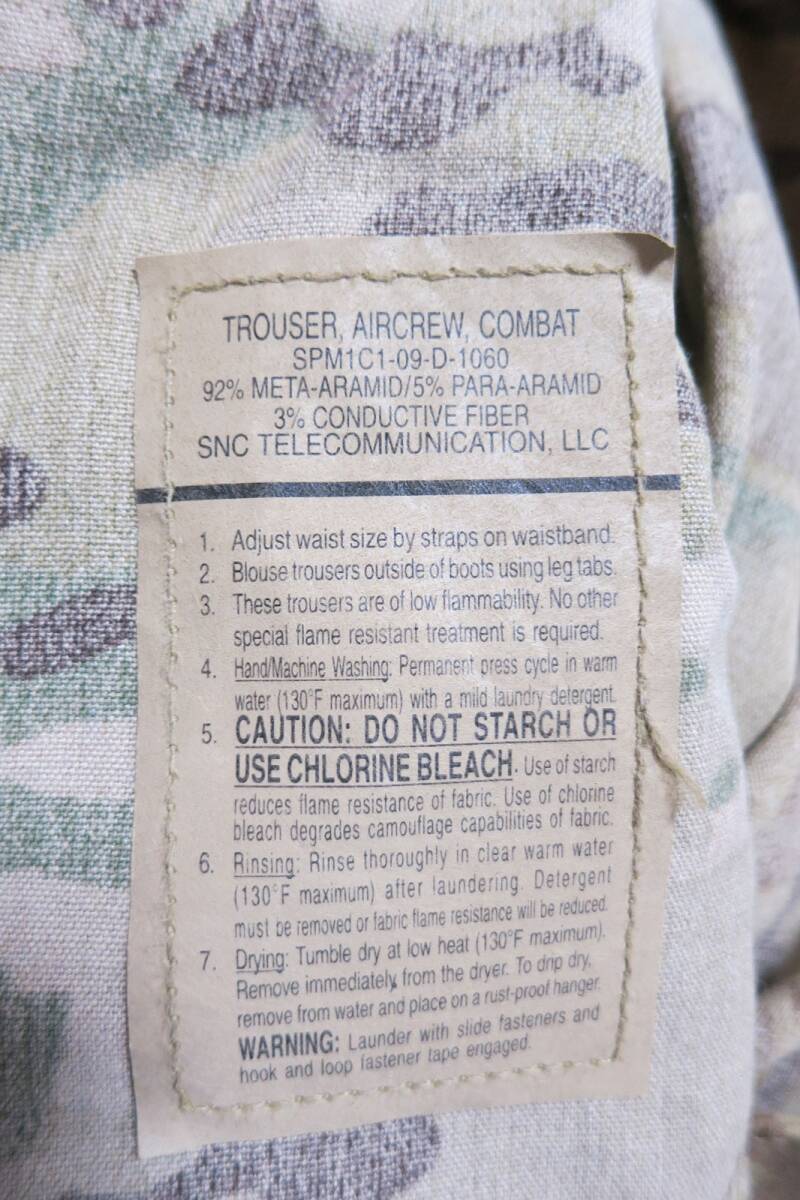 TROUSER, AIRCREW, COMBAT
SPM1C1-09-D-1060
92% META-ARAMID/5% PARA-ARAMID
3% CONDUCTIVE FIBER
SNC TELECOMMUNICATION, LLC
1. Adjust waist size by straps on waistband.
2. Blouse trousers outside of boots using leg tabs.
3. These trousers are of low flammability. No other
special flame resistant treatment is required.
4. Hand/Machine Washing: Permanent press cycle in warm
water (130°F maximum) with a mild laundry detergent.
5. CAUTION: DO NOT STARCH OR
USE CHLORINE BLEACH. Use of starch
reduces flame resistance of fabric. Use of chlorine
bleach degrades camouflage capabilities of fabric.
6. Rinsing: Rinse thoroughly in clear warm water
(130°F maximum) after laundering. Detergent
must be removed or fabric flame resistance will be reduced.
7. Drying: Tumble dry at low heat (130°F maximum).
Remove immediately from the dryer. To drip dry,
remove from water and place on a rust-proof hanger.
WARNING: Launder with slide fasteners and
hook and loop fastener tape engaged.